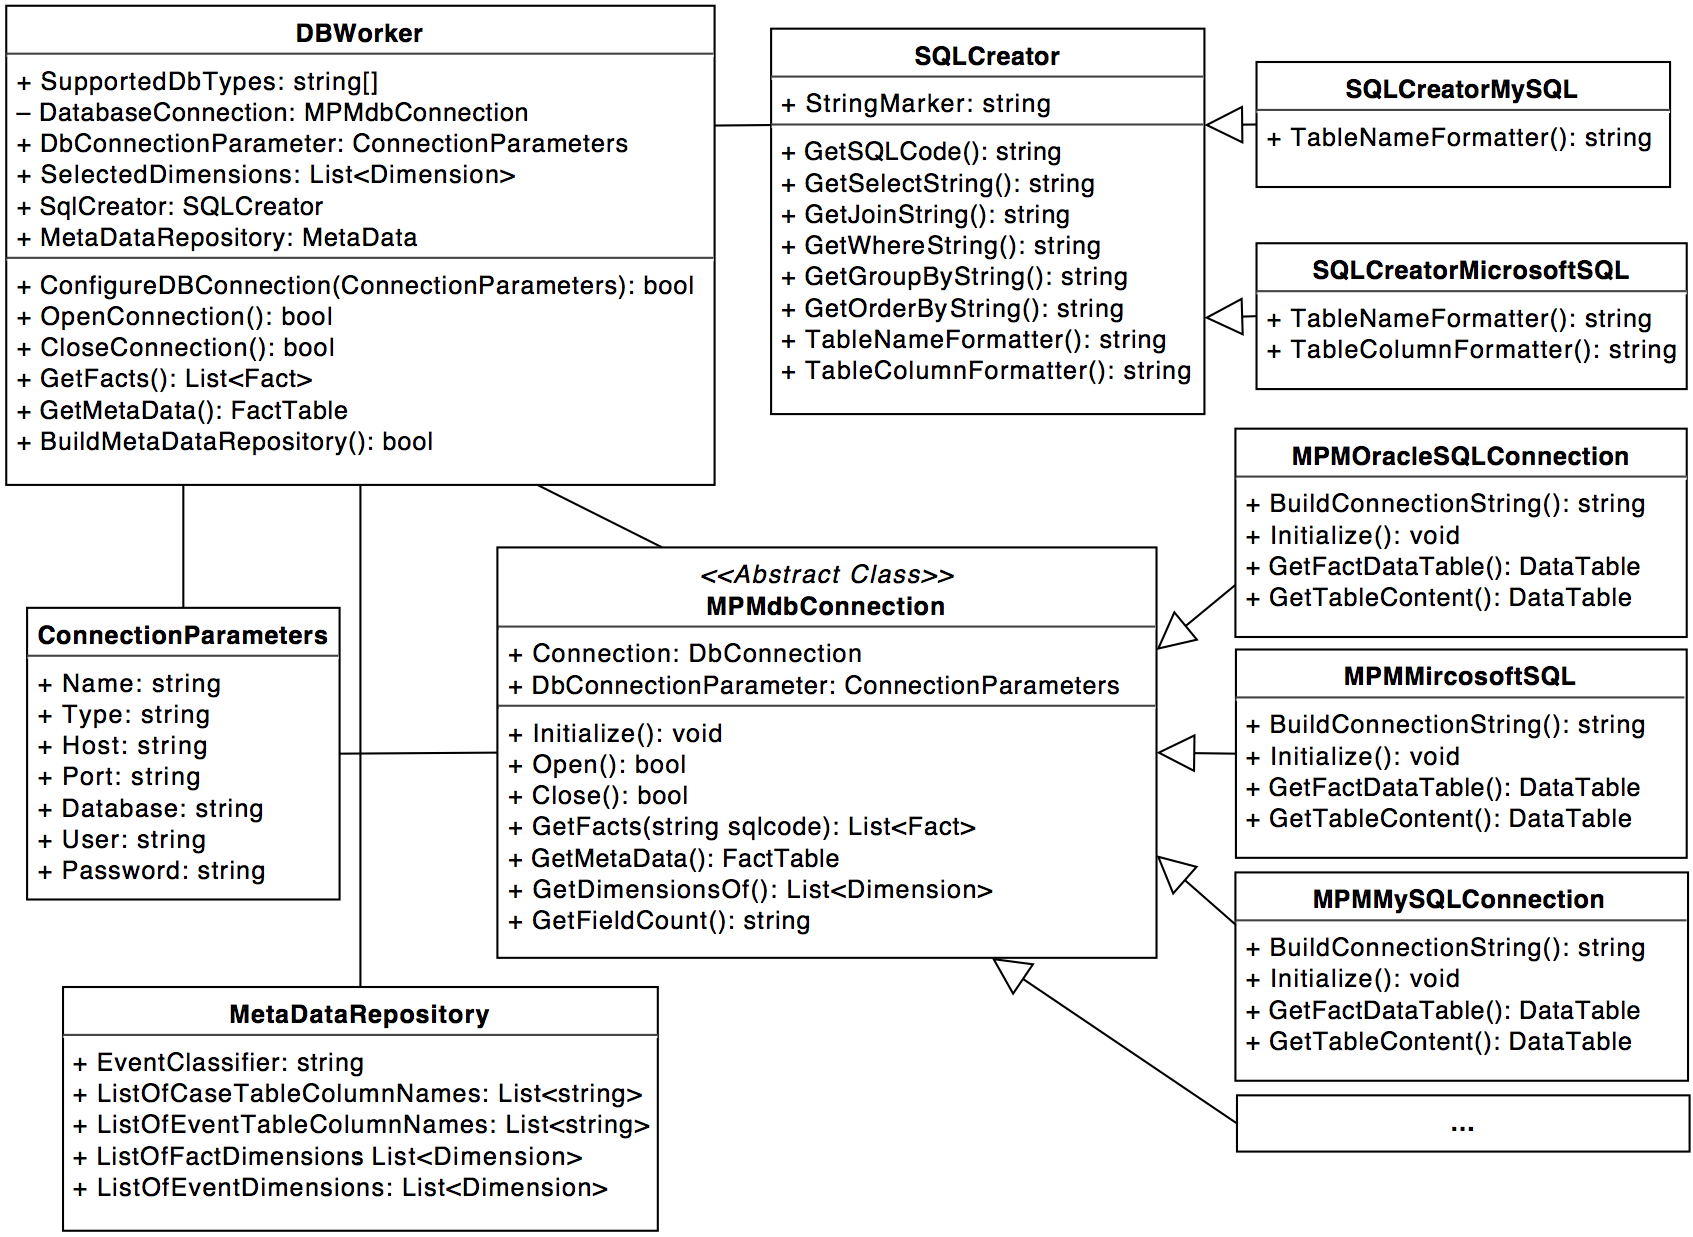 DBWorker
+ SupportedDbTypes: string[]
– DatabaseConnection: MPMdbConnection
+ DbConnectionParameter: ConnectionParameters
+ SelectedDimensions: List<Dimension>
+ SqlCreator: SQLCreator
+ MetaDataRepository: MetaData
+ ConfigureDBConnection(ConnectionParameters): bool
+ OpenConnection(): bool
+ CloseConnection(): bool
+ GetFacts(): List<Fact>
+ GetMetaData(): FactTable
+ BuildMetaDataRepository(): bool
SQLCreator
+ StringMarker: string
+ GetSQLCode(): string
+ GetSelectString(): string
+ GetJoinString(): string
+ GetWhereString(): string
+ GetGroupByString(): string
+ GetOrderByString(): string
+ TableNameFormatter(): string
+ TableColumnFormatter(): string
SQLCreatorMySQL
+ TableNameFormatter(): string
SQLCreatorMicrosoftSQL
+ TableNameFormatter(): string
+ TableColumnFormatter(): string
MPMOracleSQLConnection
+ BuildConnectionString(): string
+ Initialize(): void
+ GetFactDataTable(): DataTable
+ GetTableContent(): DataTable
<<Abstract Class>>
MPMdbConnection
+ Connection: DbConnection
+ DbConnectionParameter: ConnectionParameters
+ Initialize(): void
+ Open(): bool
+ Close(): bool
+ GetFacts(string sqlcode): List<Fact>
+ GetMetaData(): FactTable
+ GetDimensionsOf(): List<Dimension>
+ GetFieldCount(): string
ConnectionParameters
+ Name: string
+ Type: string
+ Host: string
+ Port: string
+ Database: string
+ User: string
+ Password: string
MPMMircosoftSQL
+ BuildConnectionString(): string
+ Initialize(): void
+ GetFactDataTable(): DataTable
+ GetTableContent(): DataTable
MPMMySQLConnection
+ BuildConnectionString(): string
+ Initialize(): void
+ GetFactDataTable(): DataTable
+ GetTableContent(): DataTable
...
MetaDataRepository
+ EventClassifier: string
+ ListOfCaseTableColumnNames: List<string>
+ ListOfEventTableColumnNames: List<string>
+ ListOfFactDimensions List<Dimension>
+ ListOfEventDimensions: List<Dimension>